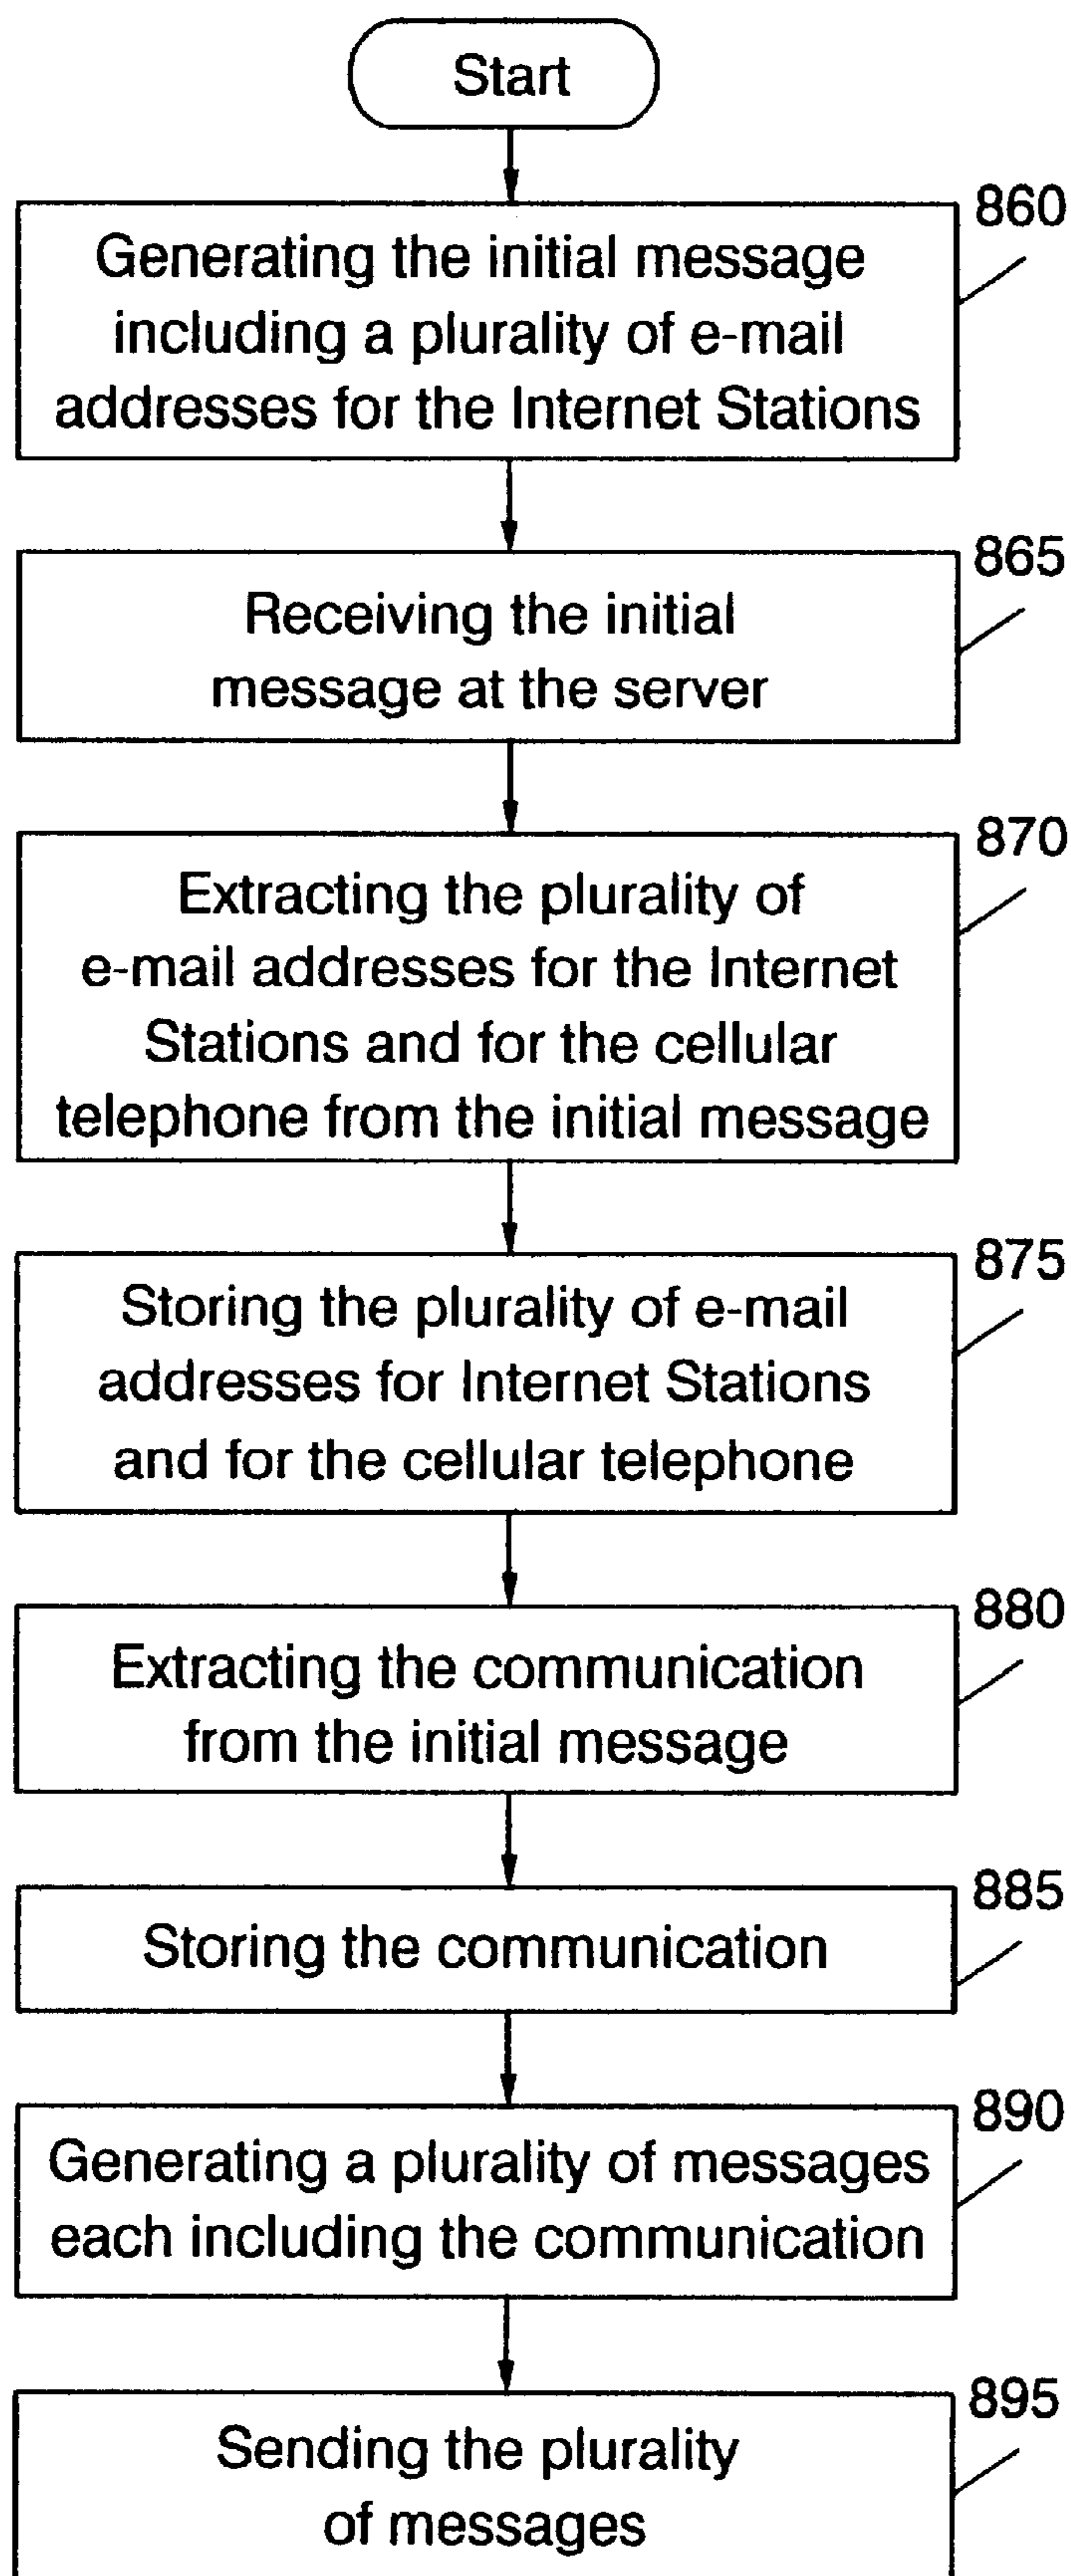 Start
860
Generating the initial message
including a plurality of e-mail
addresses for the Internet Stations
865
Receiving the initial
message at the server
870
Extracting the plurality of
e-mail addresses for the Internet
Stations and for the cellular
telephone from the initial message
875
Storing the plurality of e-mail
addresses for Internet Stations
and for the cellular telephone
880
Extracting the communication
from the initial message
885
Storing the communication
890
Generating a plurality of messages
each including the communication
895
Sending the plurality
of messages